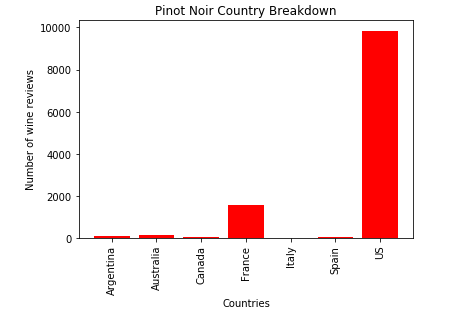 Pinot Noir Country Breakdown
10000
8000
6000
4000
2000
0
Number of wine reviews
Argentina
Australia
Canada
France
Italy
Spain
US
Countries